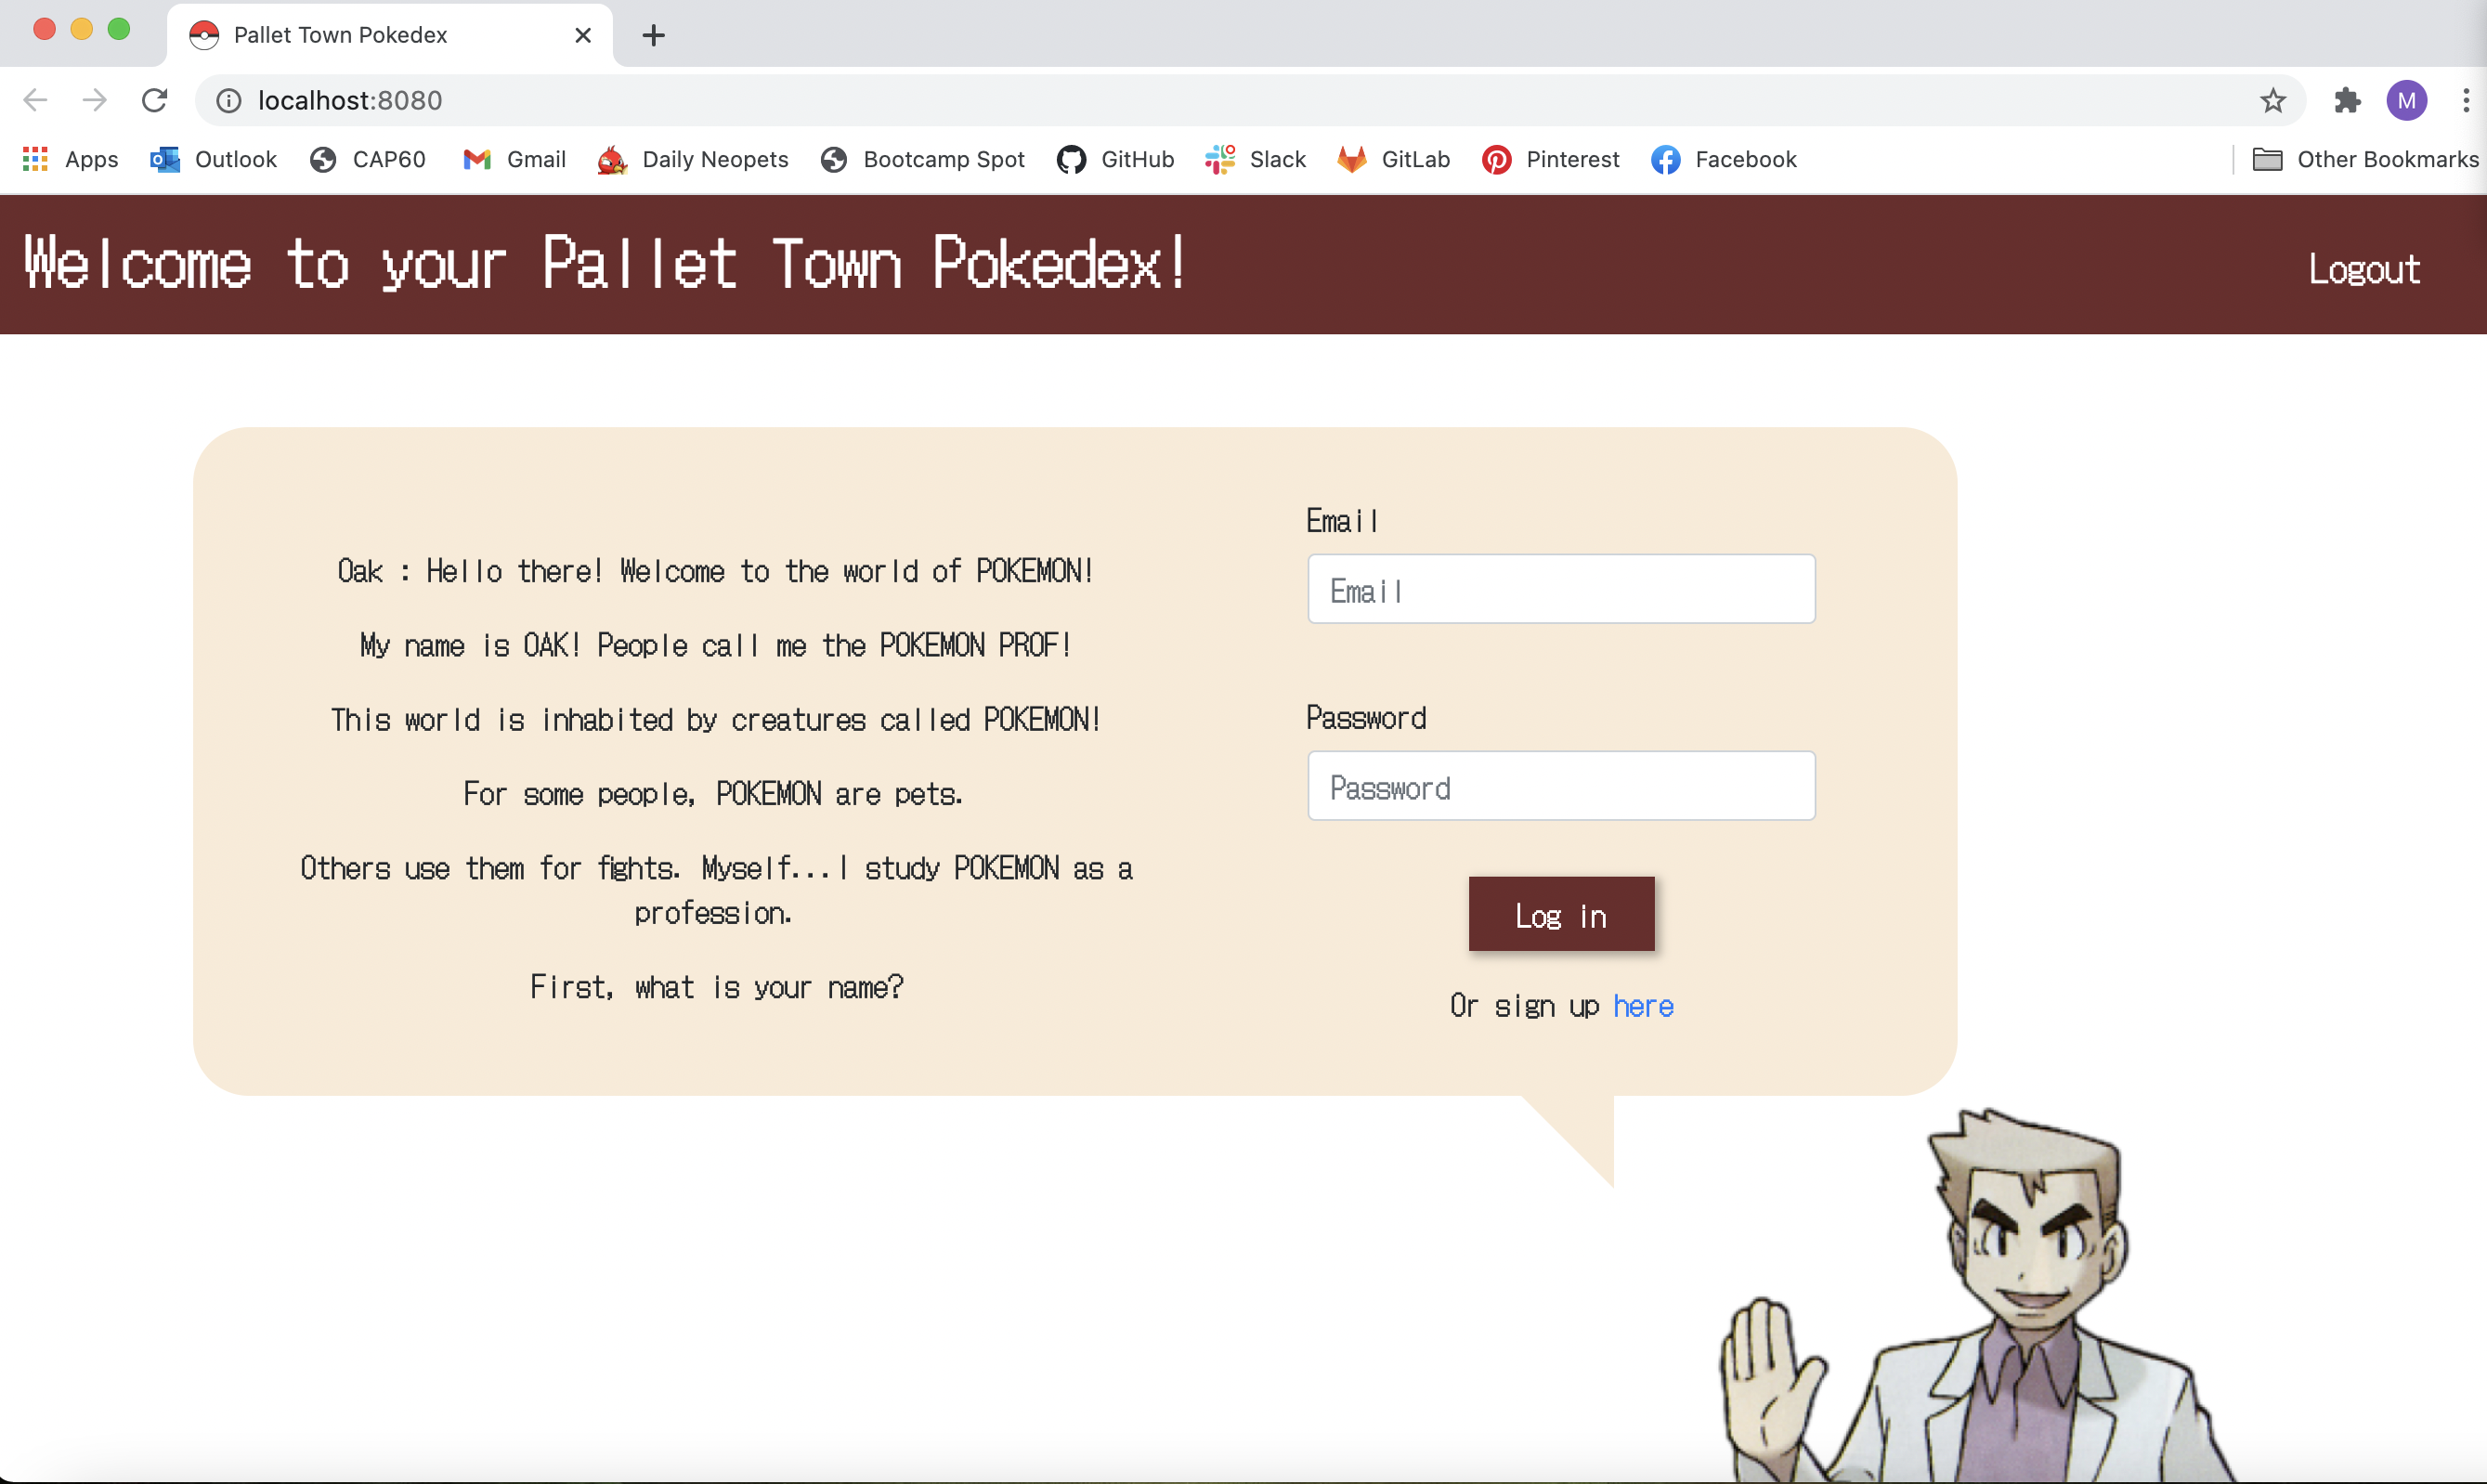 Pallet Town Pokedex
localhost:8080
M
Apps Outlook CAP60 Gmail Daily Neopets Bootcamp Spot GitHub Slack GitLab Pinterest Facebook Other Bookmarks
Welcome to your Pallet Town Pokedex!
Logout
Oak : Hello there! Welcome to the world of POKEMON!
My name is OAK! People call me the POKEMON PROF!
This world is inhabited by creatures called POKEMON!
For some people, POKEMON are pets.
Others use them for fights. Myself...I study POKEMON as a
profession.
First, what is your name?
Email
Email
Password
Password
Log in
Or sign up here